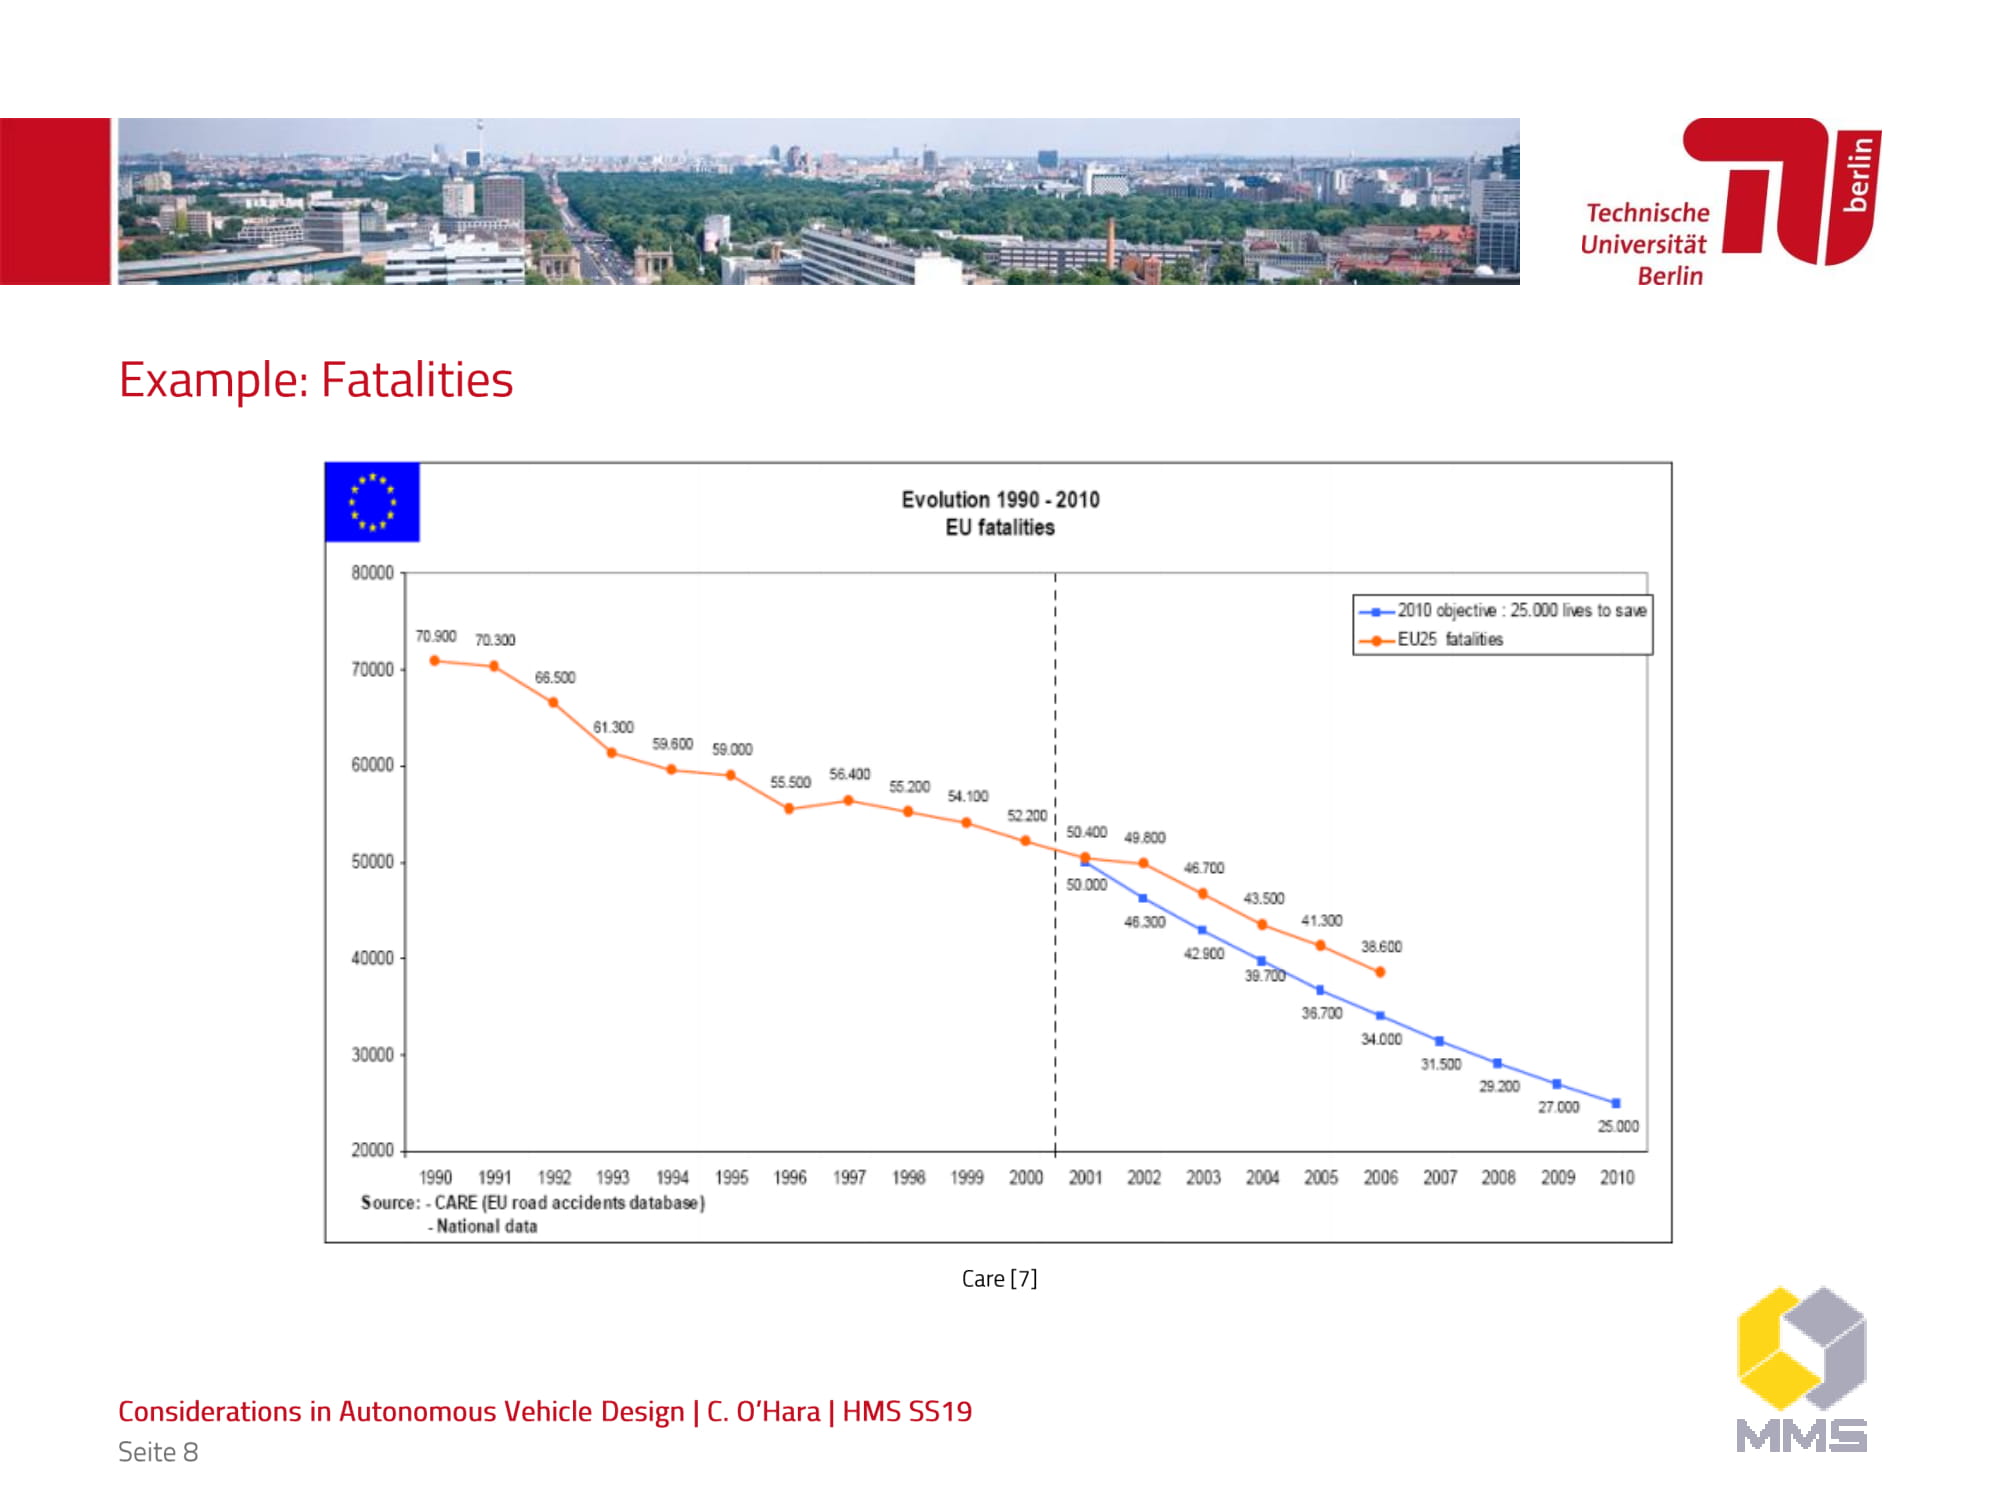 Technische
Universität
Berlin
berlin
Example: Fatalities
Evolution 1990 - 2010
EU fatalities
2010 objective : 25.000 lives to save
EU25 fatalities
80000
70000
60000
50000
40000
30000
20000
70.900
70.300
66.500
61.300
59.600
59.000
55.500
56.400
55.200
54.100
52.200
50.400
49.800
46.700
43.500
41.300
38.600
50.000
46.300
42.900
39.700
36.700
34.000
31.500
29.200
27.000
25.000
1990 1991 1992 1993 1994 1995 1996 1997 1998 1999 2000 2001 2002 2003 2004 2005 2006 2007 2008 2009 2010
Source: - CARE (EU road accidents database)
- National data
Care [7]
Considerations in Autonomous Vehicle Design | C. O’Hara | HMS SS19
Seite 8
MMS